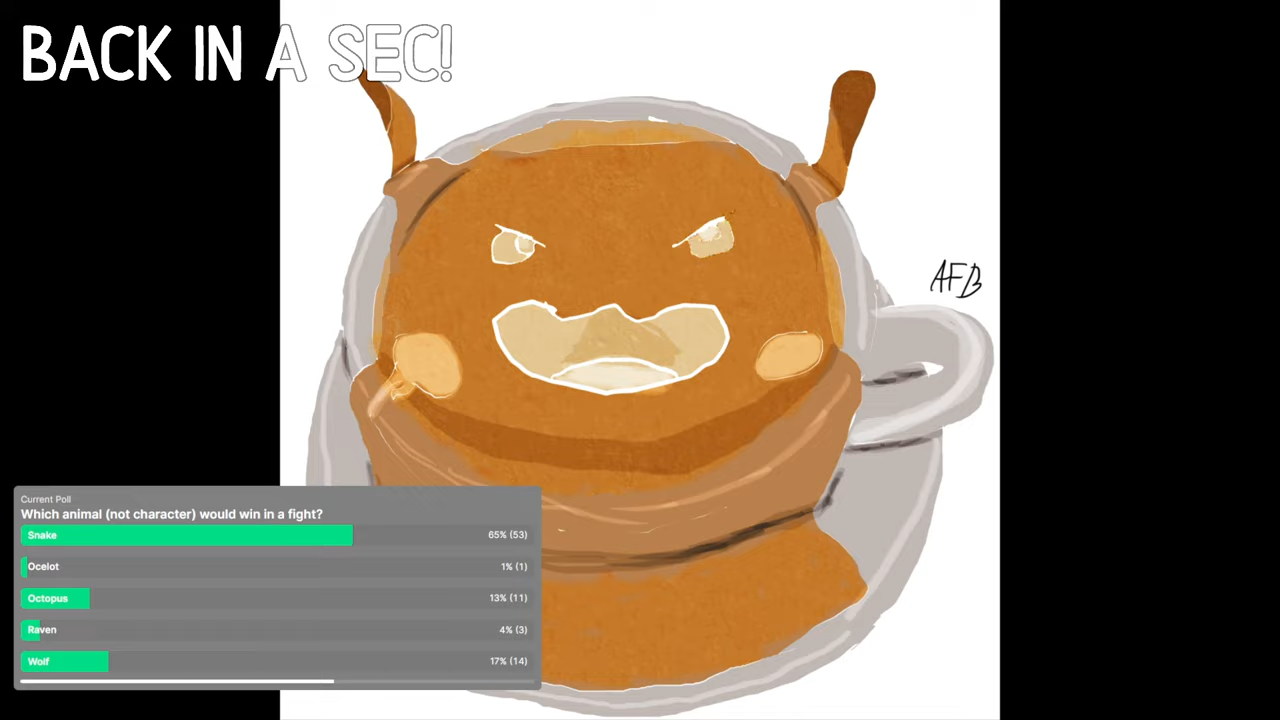 BACK IN A SEC!
AFB
Current Poll
Which animal (not character) would win in a fight?
Snake 65% (53)
Ocelot 1% (1)
Octopus 13% (11)
Raven 4% (3)
Wolf 17% (14)